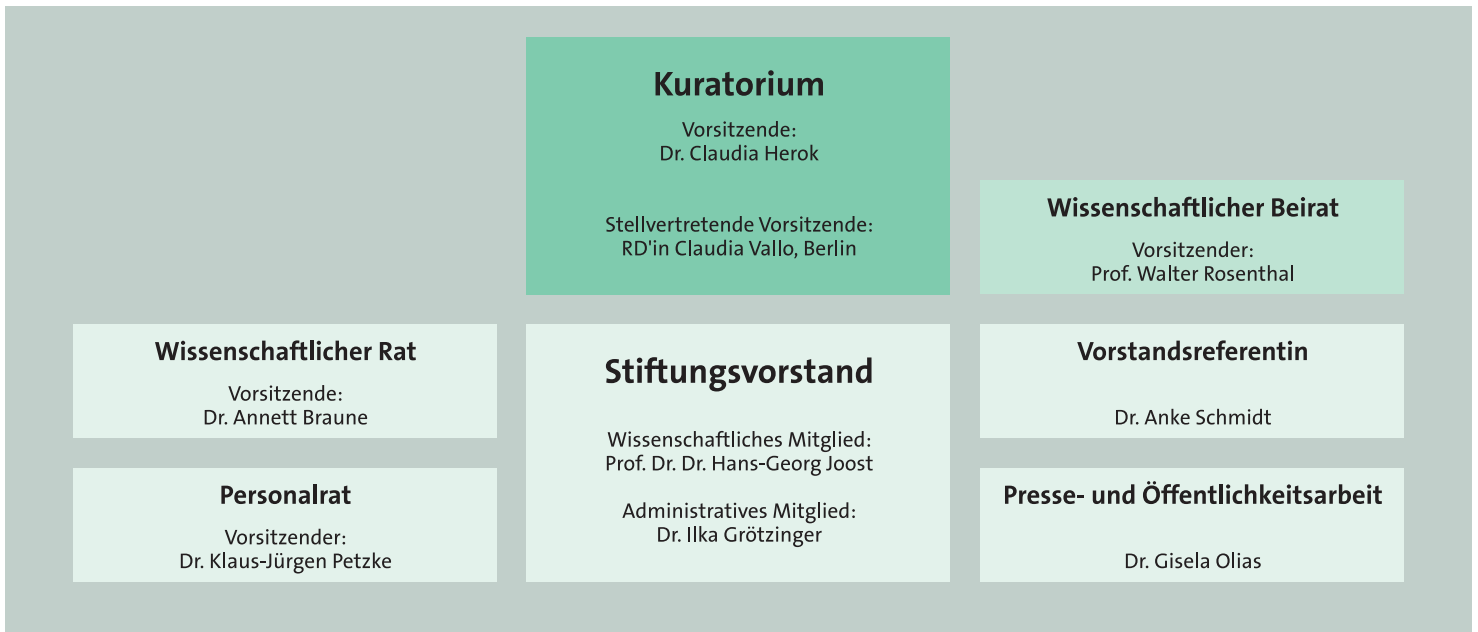 Kuratorium
Vorsitzende:
Dr. Claudia Herok
Stellvertretende Vorsitzende:
RD'in Claudia Vallo, Berlin
Wissenschaftlicher Beirat
Vorsitzender:
Prof. Walter Rosenthal
Wissenschaftlicher Rat
Vorsitzende:
Dr. Annett Braune
Stiftungsvorstand
Wissenschaftliches Mitglied:
Prof. Dr. Dr. Hans-Georg Joost
Administratives Mitglied:
Dr. Ilka Grötzinger
Vorstandsreferentin
Dr. Anke Schmidt
Personalrat
Vorsitzender:
Dr. Klaus-Jürgen Petzke
Presse- und Öffentlichkeitsarbeit
Dr. Gisela Olias